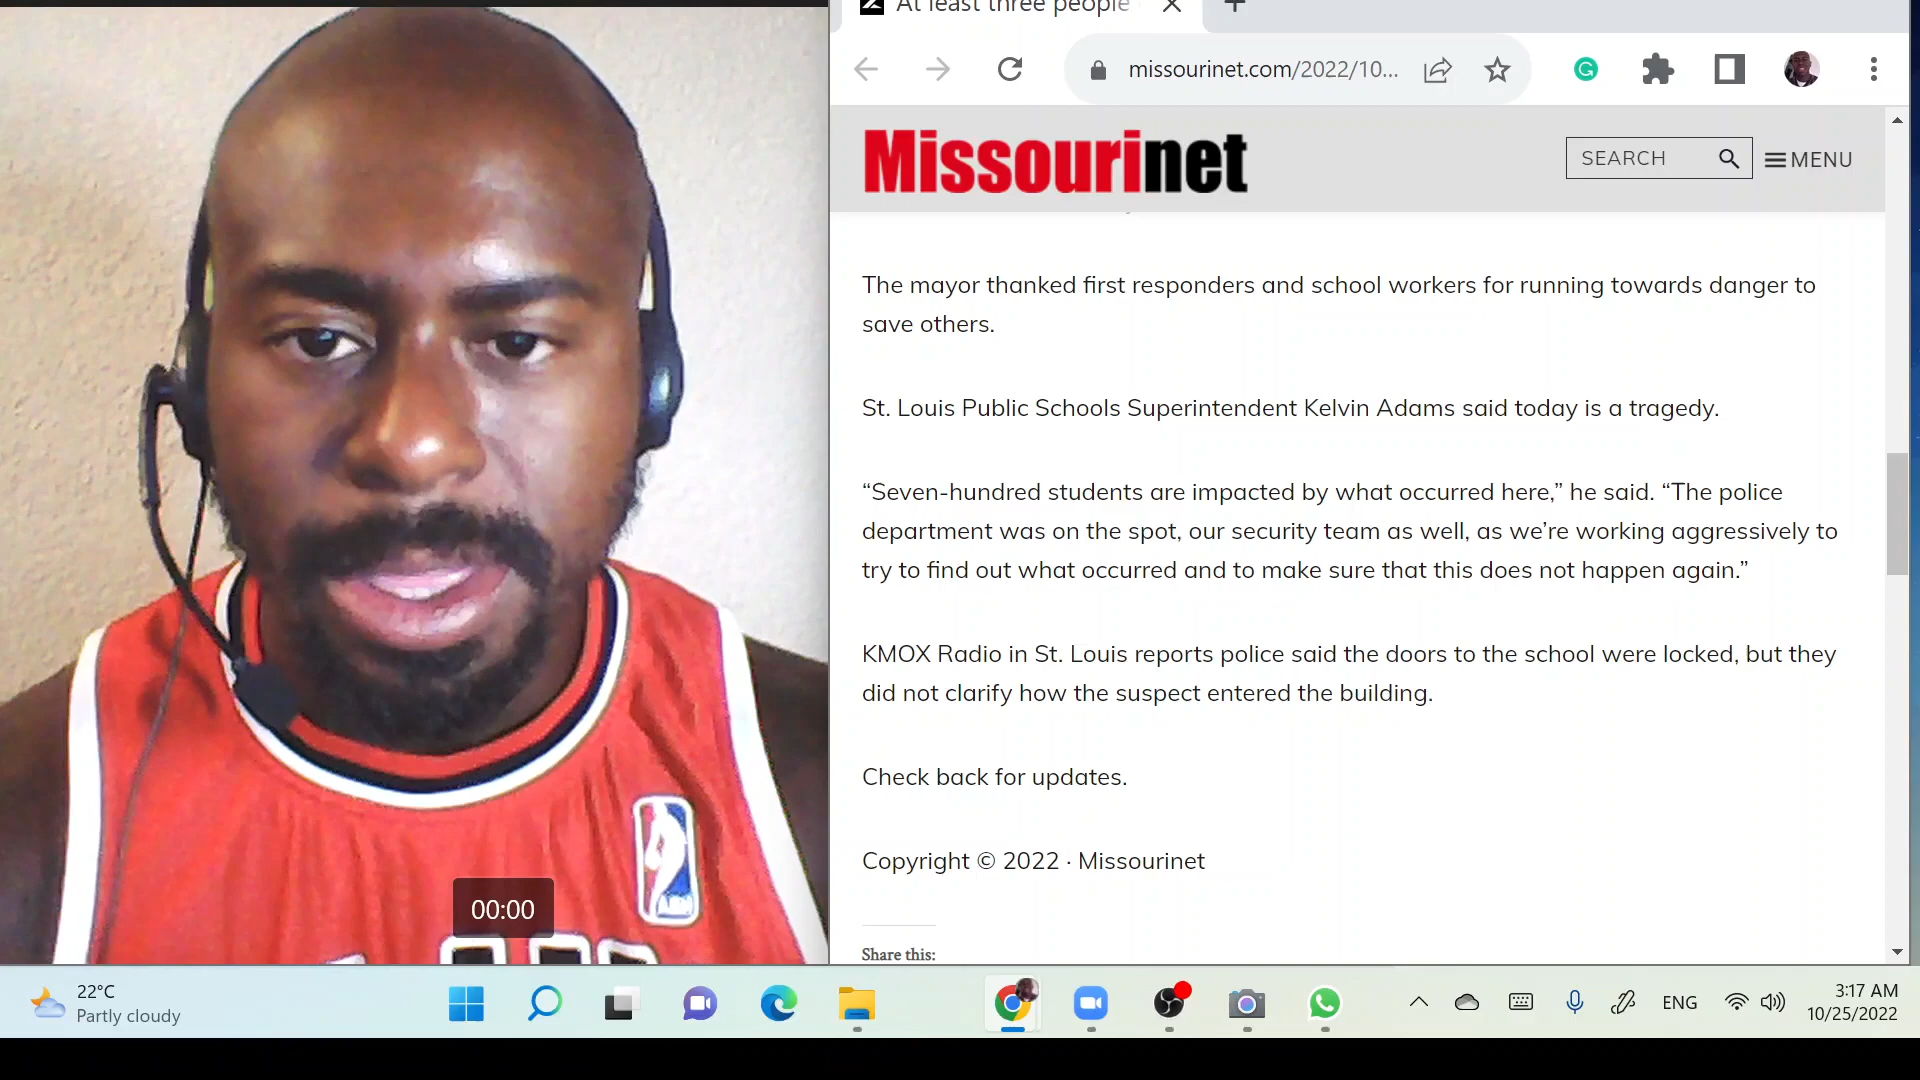 At least three people
missourinet.com/2022/10...
Missourinet
SEARCH
MENU
The mayor thanked first responders and school workers for running towards danger to
save others.
St. Louis Public Schools Superintendent Kelvin Adams said today is a tragedy.
“Seven-hundred students are impacted by what occurred here,” he said. “The police
department was on the spot, our security team as well, as we’re working aggressively to
try to find out what occurred and to make sure that this does not happen again.”
KMOX Radio in St. Louis reports police said the doors to the school were locked, but they
did not clarify how the suspect entered the building.
Check back for updates.
Copyright © 2022 · Missourinet
Share this:
00:00
22°C
Partly cloudy
ENG
3:17 AM
10/25/2022